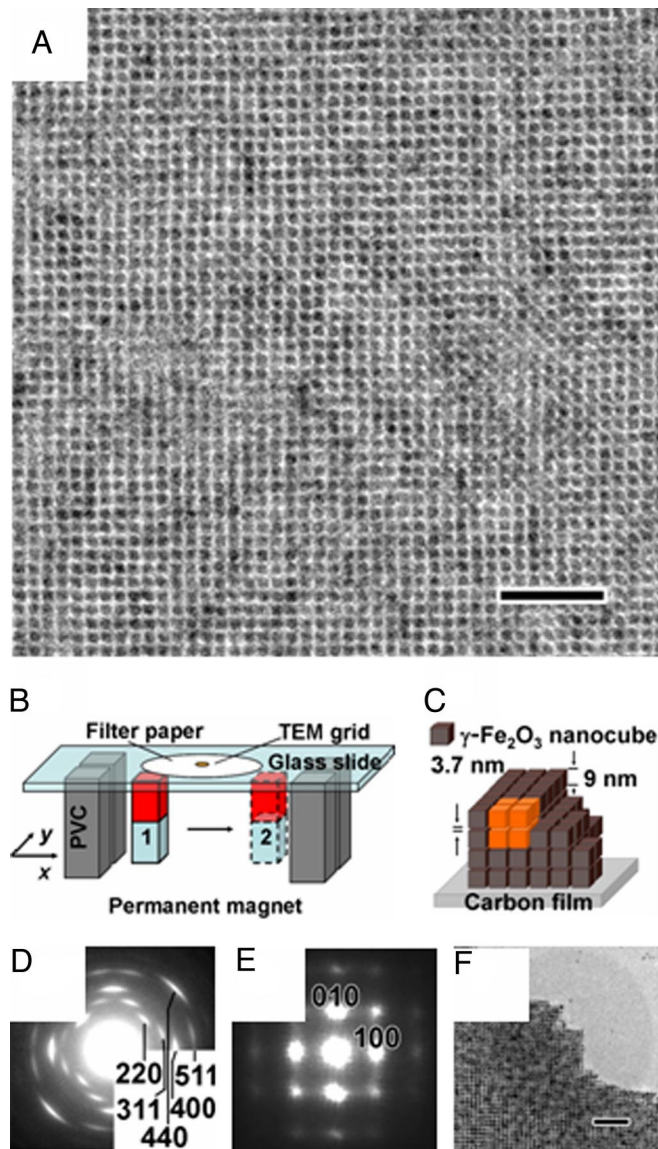 A
B
Filter paper
TEM grid
Glass slide
PVC
1
2
y
x
Permanent magnet
C
γ-Fe₂O₃ nanocube
3.7 nm
9 nm
Carbon film
D
220
511
311
400
440
E
010
100
F